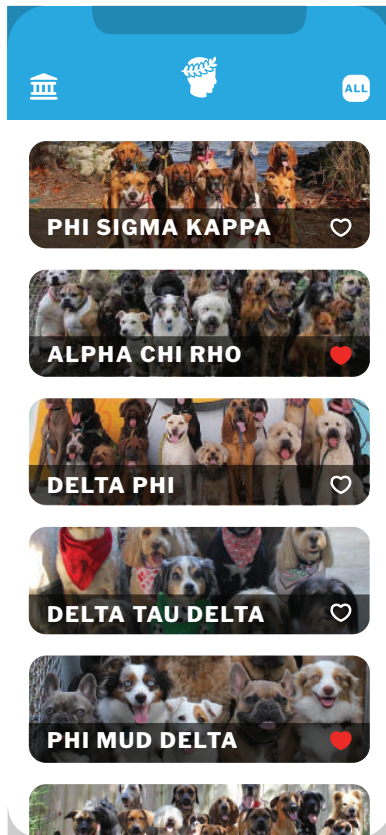 ALL
PHI SIGMA KAPPA
ALPHA CHI RHO
DELTA PHI
DELTA TAU DELTA
PHI MUD DELTA